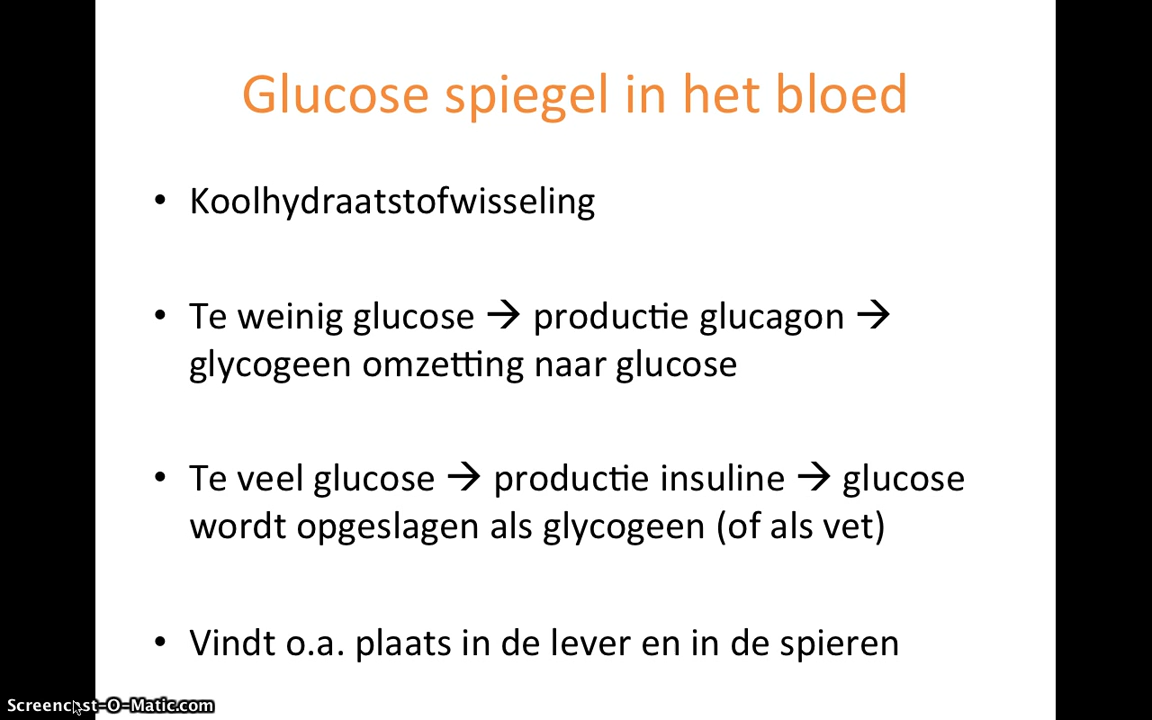 Glucose spiegel in het bloed
• Koolhydraatstofwisseling
• Te weinig glucose → productie glucagon →
glycogeen omzetting naar glucose
• Te veel glucose → productie insuline → glucose
wordt opgeslagen als glycogeen (of als vet)
• Vindt o.a. plaats in de lever en in de spieren
Screencast-O-Matic.com